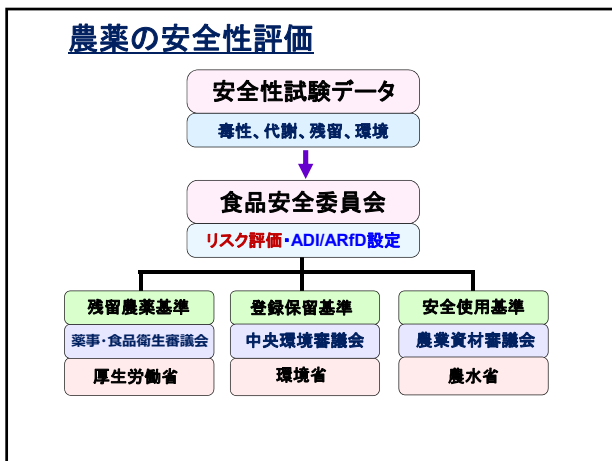 農薬の安全性評価
安全性試験データ
毒性、代謝、残留、環境
食品安全委員会
リスク評価・ADI/ARfD設定
残留農薬基準
登録保留基準
安全使用基準
薬事・食品衛生審議会
中央環境審議会
農業資材審議会
厚生労働省
環境省
農水省